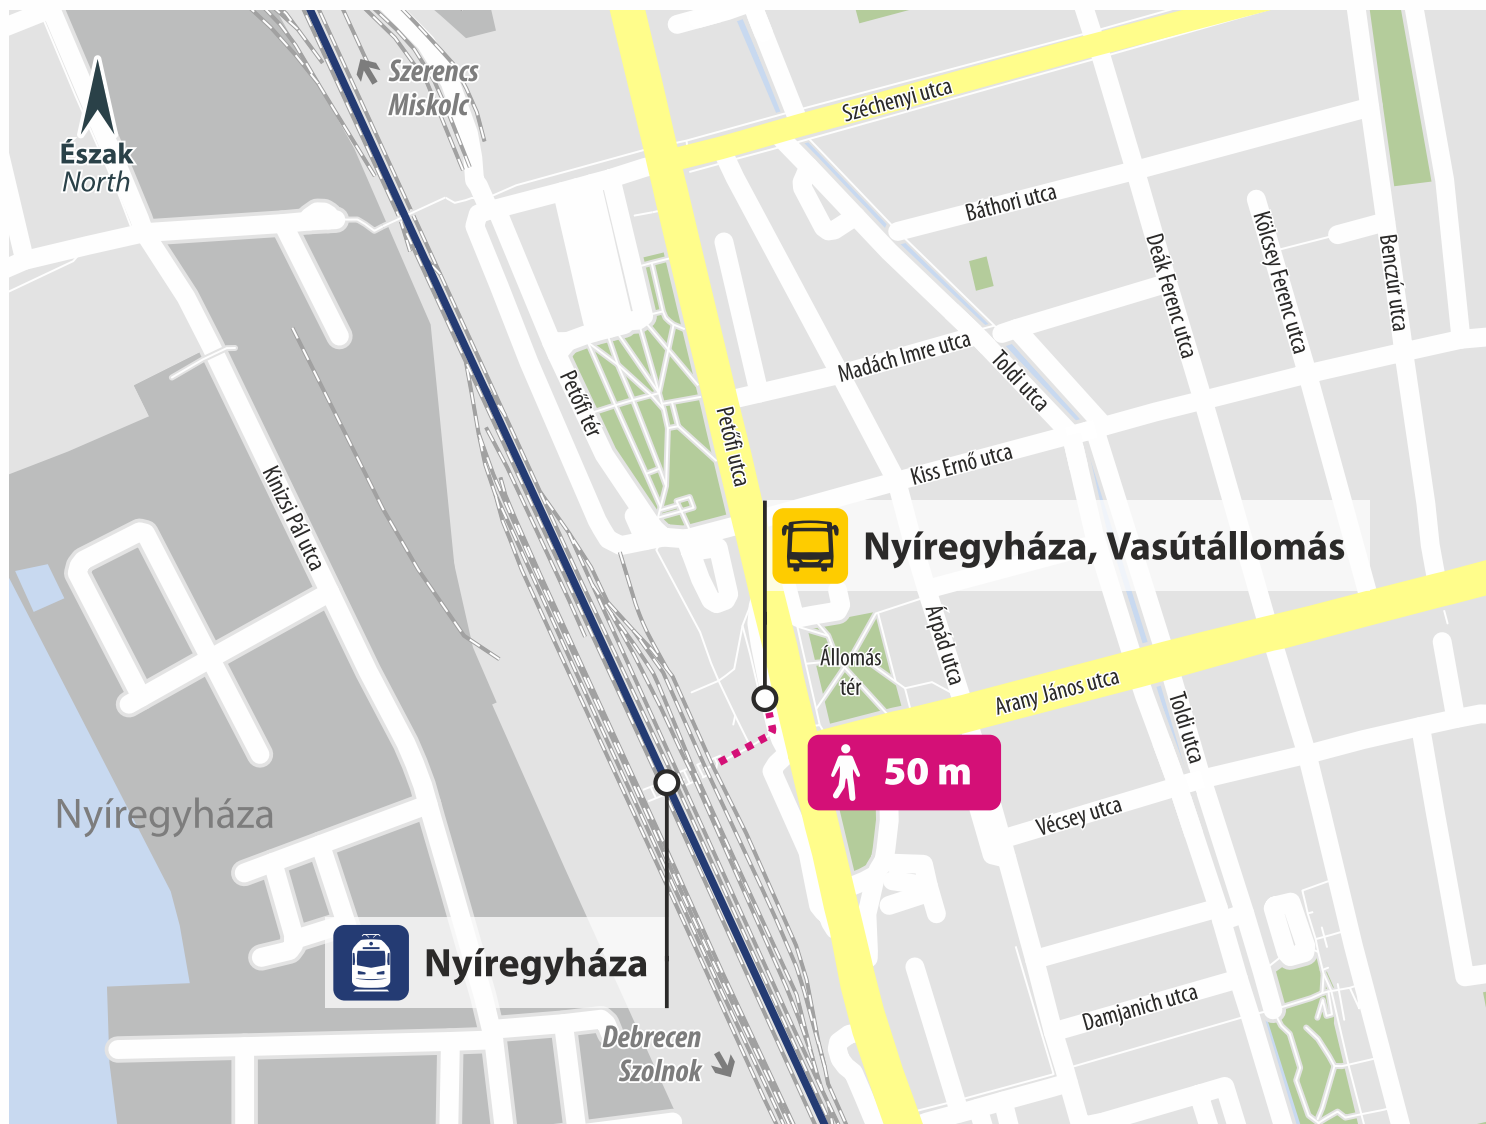 Szerencs
Miskolc
Észak
North
Széchenyi utca
Báthori utca
Deák Ferenc utca
Kölcsey Ferenc utca
Benczúr utca
Madách Imre utca
Toldi utca
Petőfi tér
Petőfi utca
Kiss Ernő utca
Kinizsi Pál utca
Nyíregyháza, Vasútállomás
Árpád utca
Állomás
tér
Arany János utca
Toldi utca
50 m
Nyíregyháza
Vécsey utca
Nyíregyháza
Damjanich utca
Debrecen
Szolnok